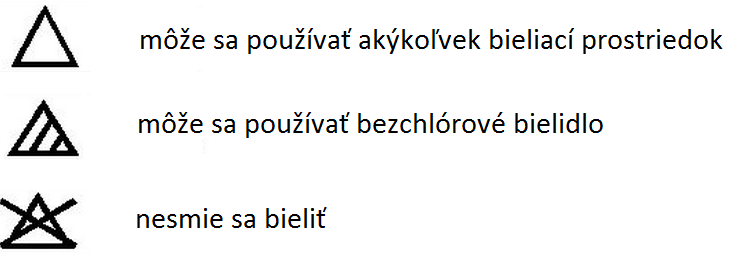 môže sa používať akýkoľvek bieliací prostriedok
môže sa používať bezchlórové bielidlo
nesmie sa bieliť